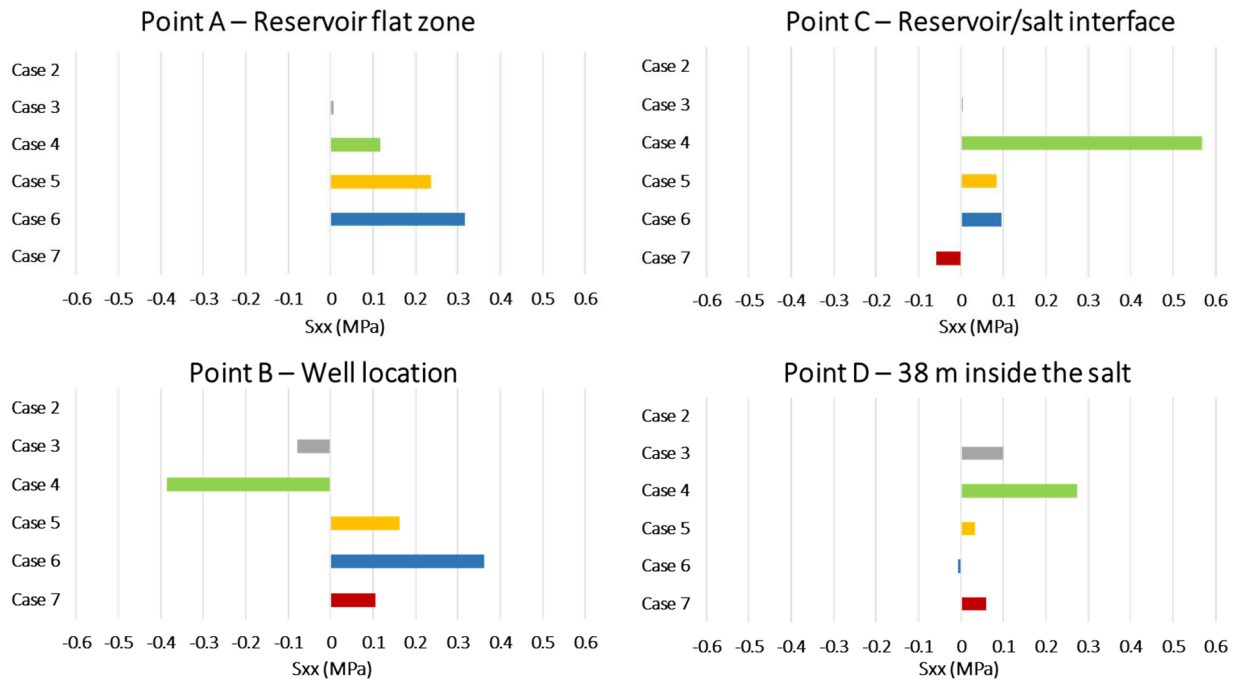 Point A – Reservoir flat zone
Case 2
Case 3
Case 4
Case 5
Case 6
Case 7
-0.6 -0.5 -0.4 -0.3 -0.2 -0.1 0 0.1 0.2 0.3 0.4 0.5 0.6
Sxx (MPa)
Point C – Reservoir/salt interface
Case 2
Case 3
Case 4
Case 5
Case 6
Case 7
-0.6 -0.5 -0.4 -0.3 -0.2 -0.1 0 0.1 0.2 0.3 0.4 0.5 0.6
Sxx (MPa)
Point B – Well location
Case 2
Case 3
Case 4
Case 5
Case 6
Case 7
-0.6 -0.5 -0.4 -0.3 -0.2 -0.1 0 0.1 0.2 0.3 0.4 0.5 0.6
Sxx (MPa)
Point D – 38 m inside the salt
Case 2
Case 3
Case 4
Case 5
Case 6
Case 7
-0.6 -0.5 -0.4 -0.3 -0.2 -0.1 0 0.1 0.2 0.3 0.4 0.5 0.6
Sxx (MPa)